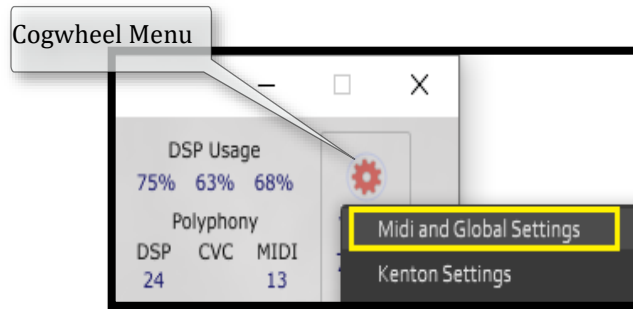 Cogwheel Menu
DSP Usage
75% 63% 68%
Polyphony
DSP CVC MIDI
24 13
Midi and Global Settings
Kenton Settings